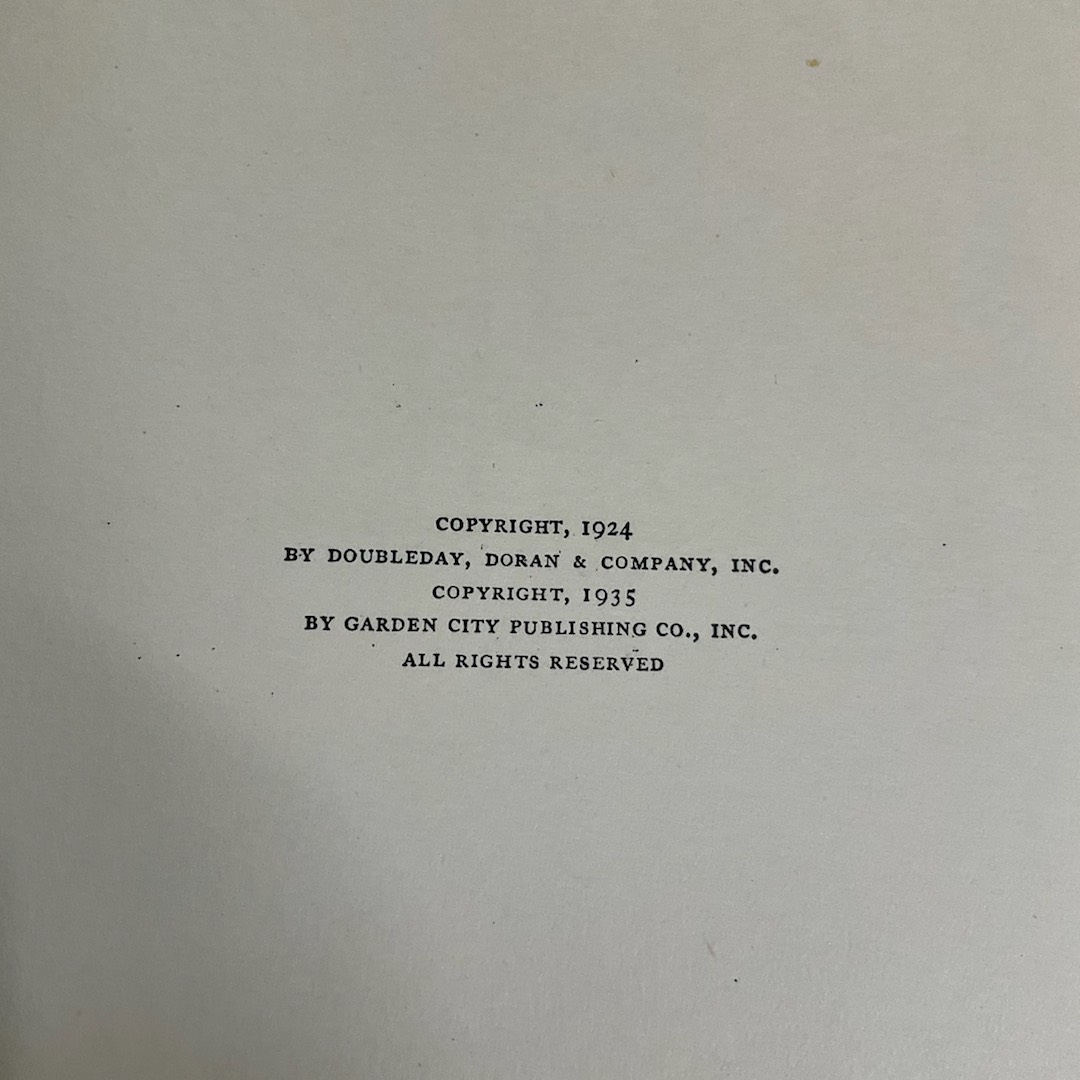 COPYRIGHT, 1924
BY DOUBLEDAY, DORAN & COMPANY, INC.
COPYRIGHT, 1935
BY GARDEN CITY PUBLISHING CO., INC.
ALL RIGHTS RESERVED